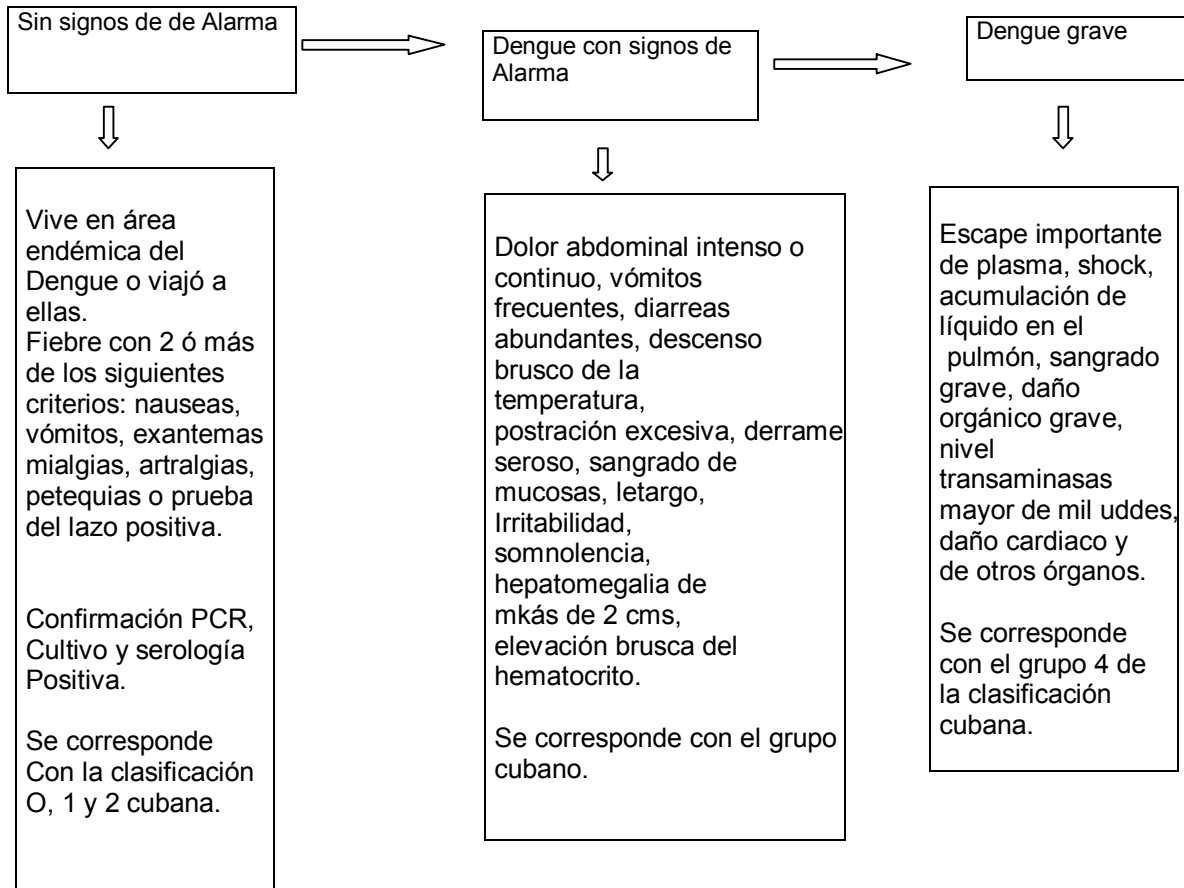 Sin signos de de Alarma
Dengue con signos de
Alarma
Dengue grave
Vive en área
endémica del
Dengue o viajó a
ellas.
Fiebre con 2 ó más
de los siguientes
criterios: nauseas,
vómitos, exantemas
mialgias, artralgias,
petequias o prueba
del lazo positiva.
Confirmación PCR,
Cultivo y serología
Positiva.
Se corresponde
Con la clasificación
O, 1 y 2 cubana.
Dolor abdominal intenso o
continuo, vómitos
frecuentes, diarreas
abundantes, descenso
brusco de la
temperatura,
postración excesiva, derrame
seroso, sangrado de
mucosas, letargo,
Irritabilidad,
somnolencia,
hepatomegalia de
mkás de 2 cms,
elevación brusca del
hematocrito.
Se corresponde con el grupo
cubano.
Escape importante
de plasma, shock,
acumulación de
líquido en el
pulmón, sangrado
grave, daño
orgánico grave,
nivel
transaminasas
mayor de mil uddes,
daño cardiaco y
de otros órganos.
Se corresponde
con el grupo 4 de
la clasificación
cubana.